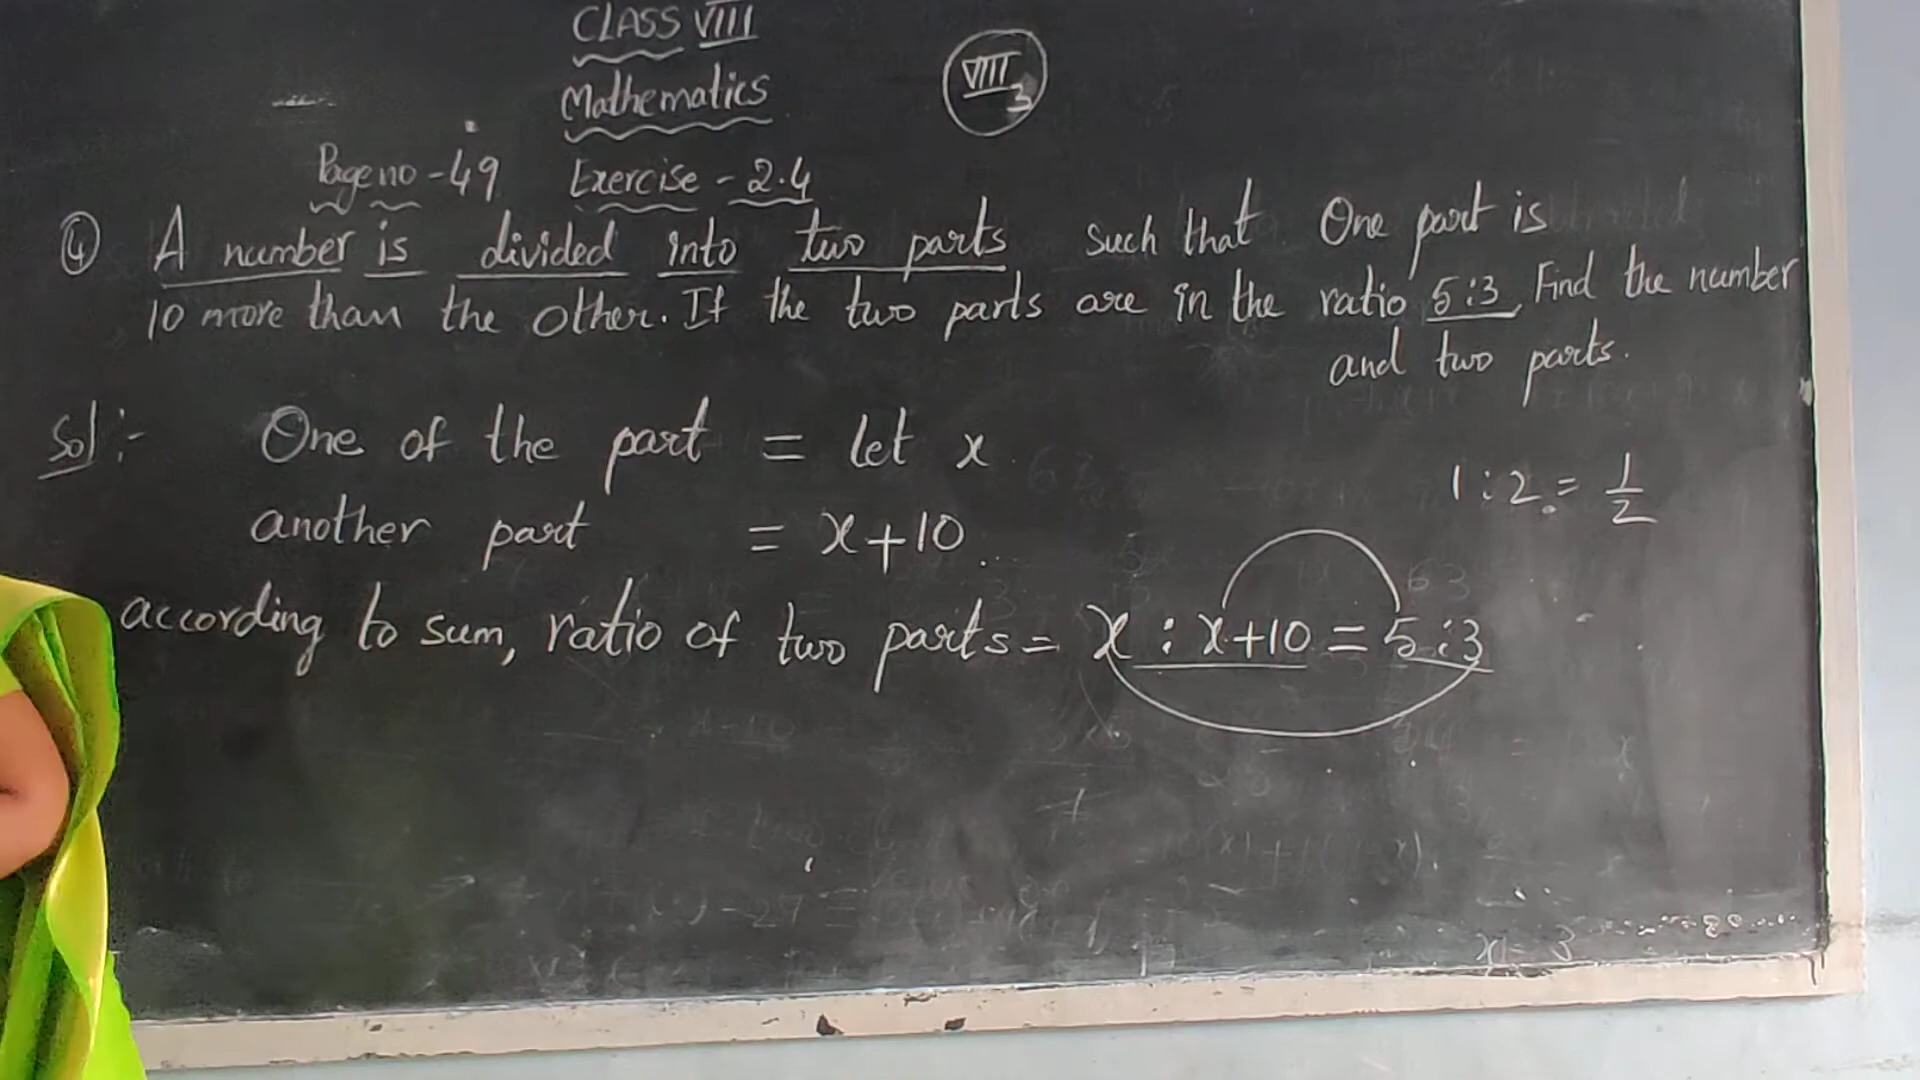 CLASS VIII
Mathematics
VIII 3
Page no - 49 Exercise - 2.4
④ A number is divided into two parts such that One part is
10 more than the other. If the two parts are in the ratio 5:3, Find the number
and two parts.
Sol:- One of the part = let x
1:2 = 1/2
another part = x+10
according to sum, ratio of two parts = x : x+10 = 5:3
x = 3